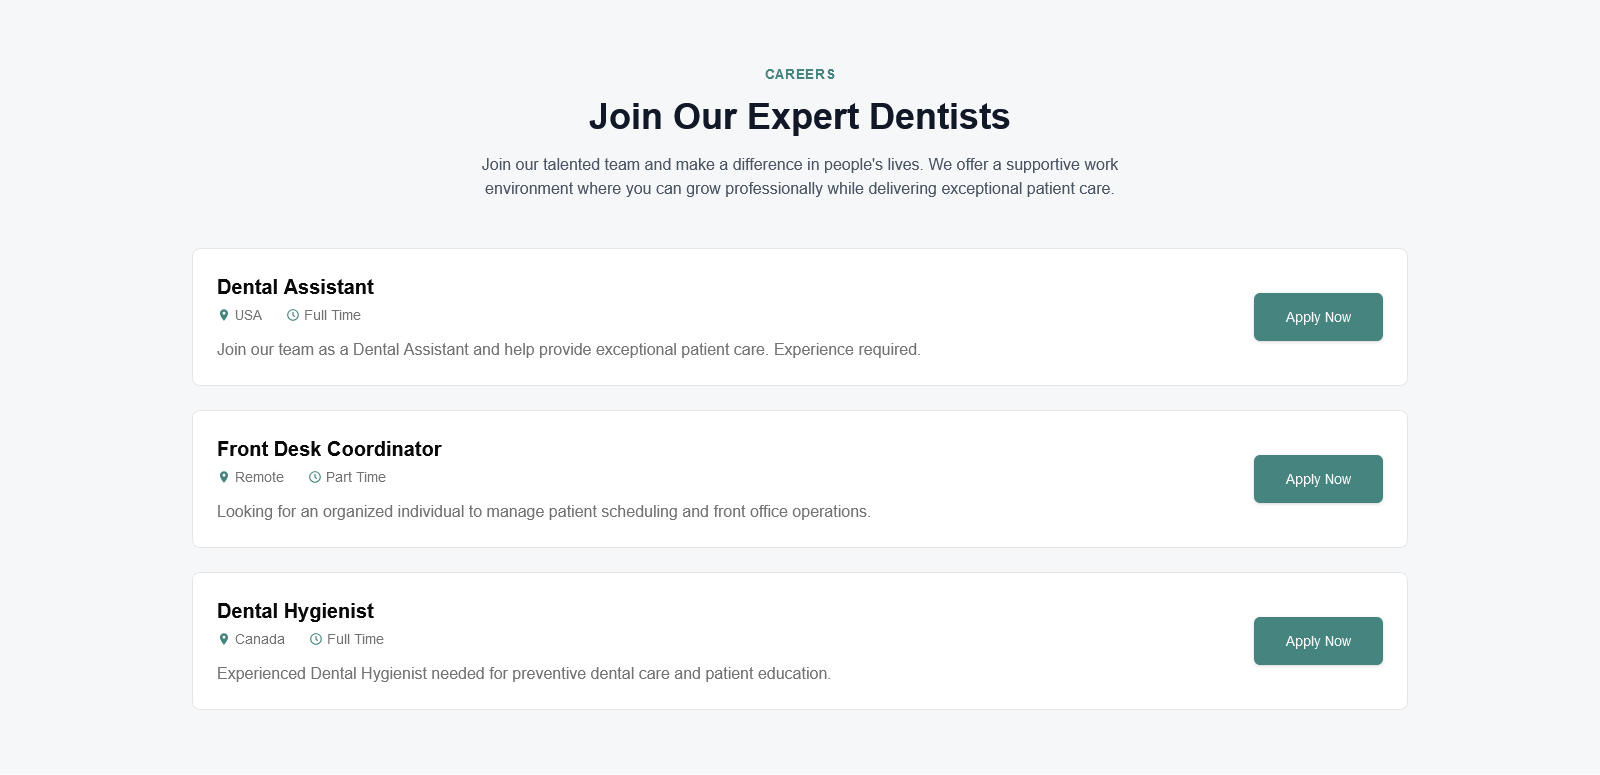 CAREERS
Join Our Expert Dentists
Join our talented team and make a difference in people's lives. We offer a supportive work
environment where you can grow professionally while delivering exceptional patient care.
Dental Assistant
USA Full Time
Join our team as a Dental Assistant and help provide exceptional patient care. Experience required.
Apply Now
Front Desk Coordinator
Remote Part Time
Looking for an organized individual to manage patient scheduling and front office operations.
Apply Now
Dental Hygienist
Canada Full Time
Experienced Dental Hygienist needed for preventive dental care and patient education.
Apply Now